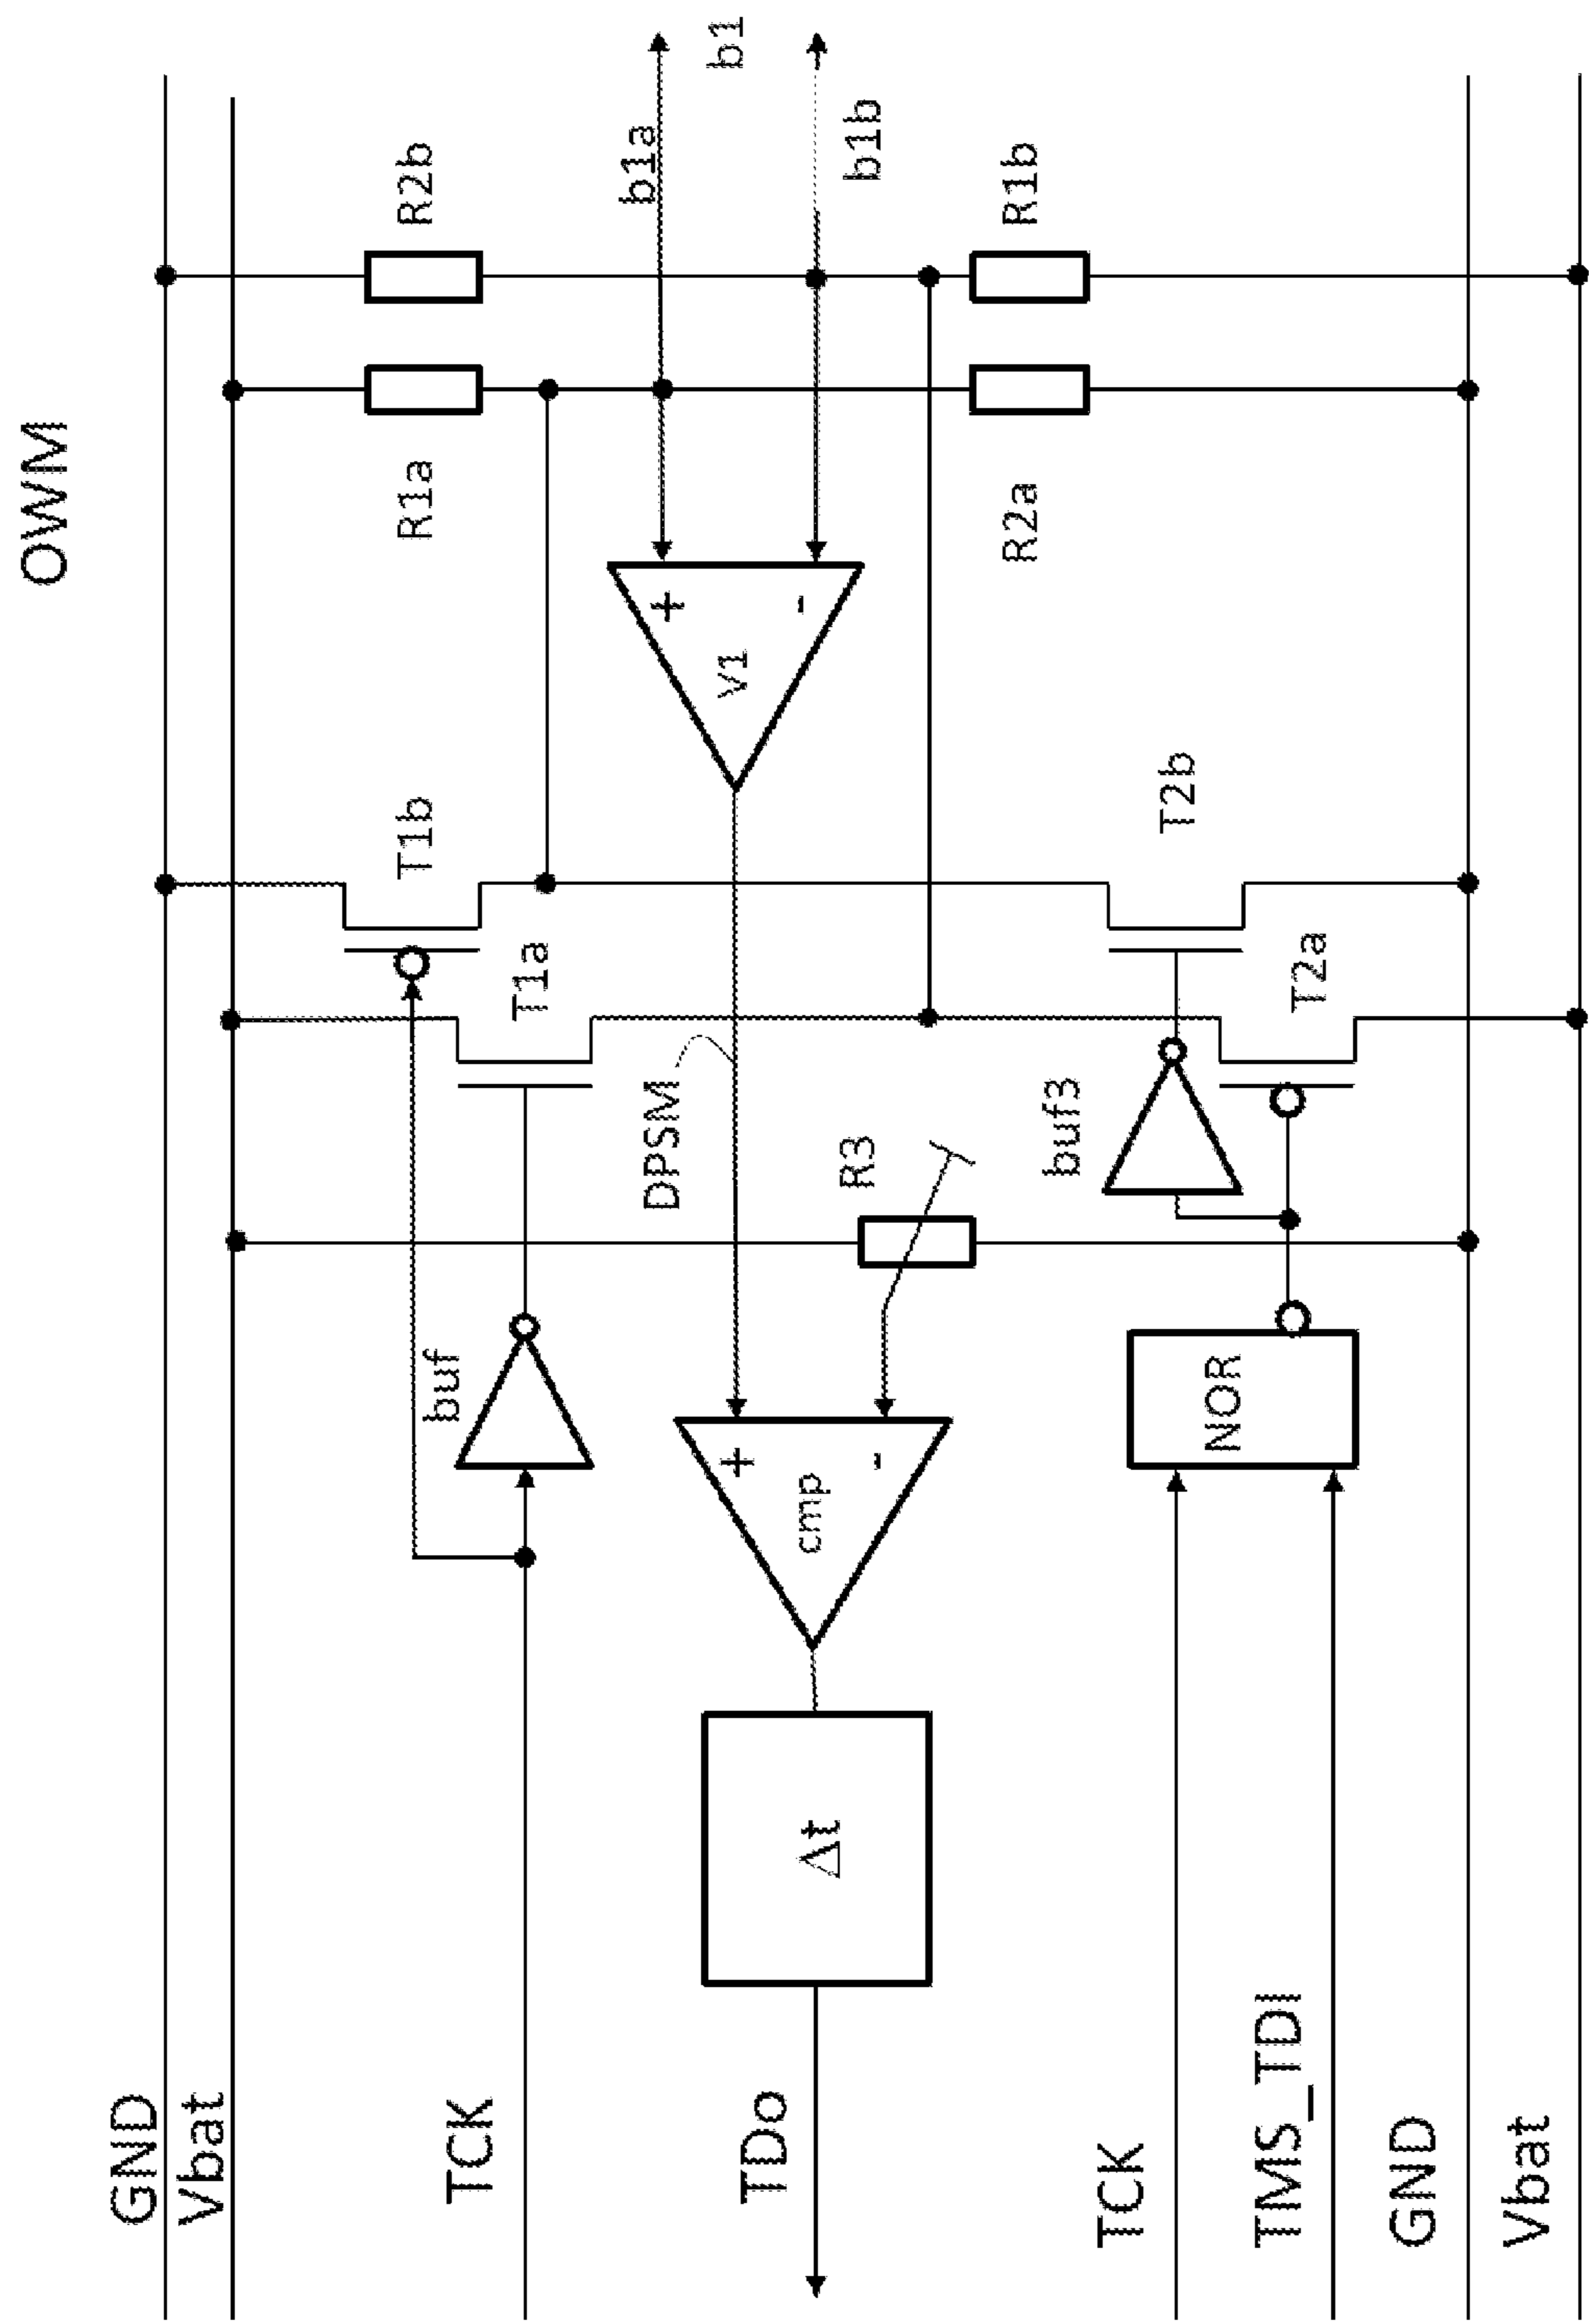 OWM
GND
Vbat
R2b
b1a
b1
b1b
R1b
R1a
R2a
+
-
V1
T1b
T1a
T2b
T2a
DPSM
R3
buf3
buf
TCK
+
-
cmp
NOR
Δt
TDo
TCK
TMS_TDI
GND
Vbat